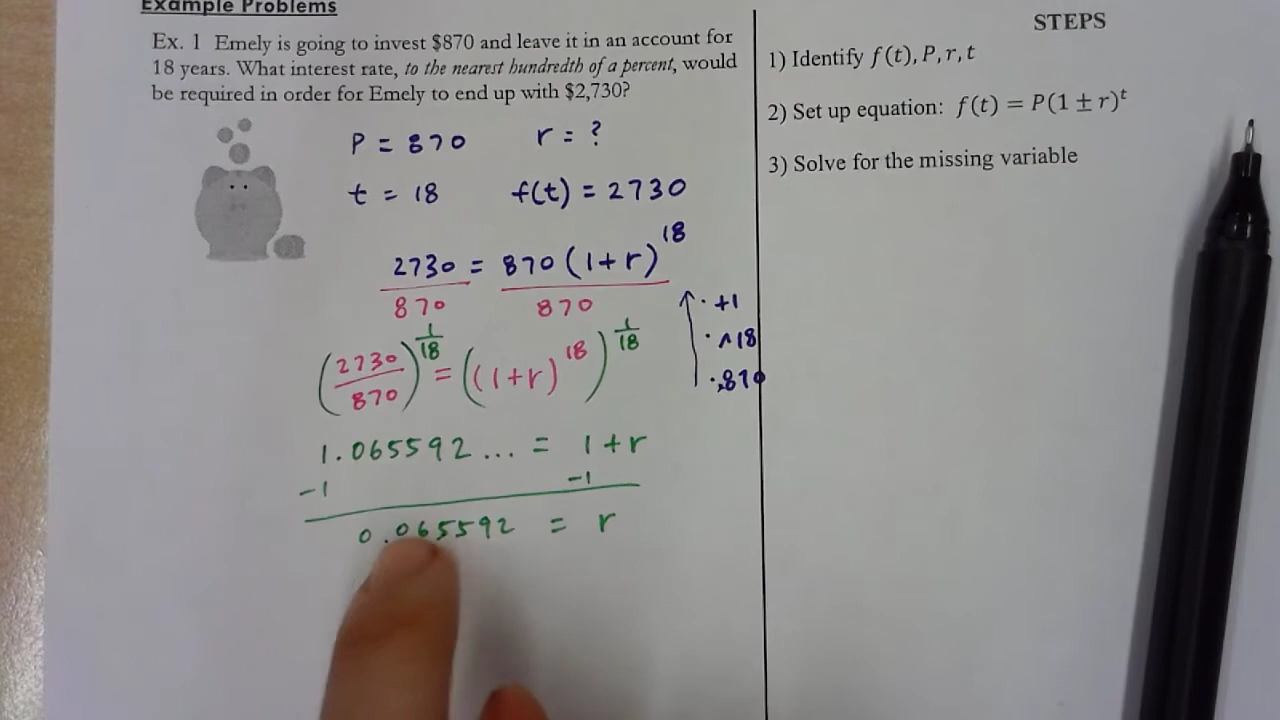 Example Problems
Ex. 1 Emely is going to invest $870 and leave it in an account for
18 years. What interest rate, to the nearest hundredth of a percent, would
be required in order for Emely to end up with $2,730?
P = 870 r = ?
t = 18 f(t) = 2730
2730 = 870 (1+r)^18
870 870
(2730/870)^1/18 = ((1+r)^18)^1/18
1.065592... = 1+r
-1 -1
0.065592 = r
· +1
· ^18
· .870
STEPS
1) Identify f(t), P, r, t
2) Set up equation: f(t) = P(1 ± r)^t
3) Solve for the missing variable